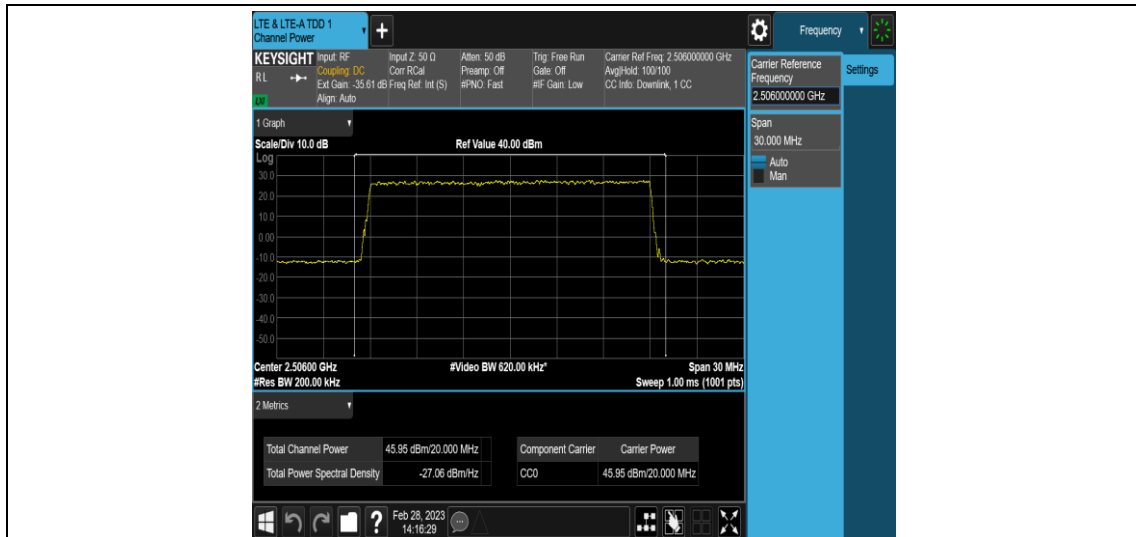 LTE & LTE-A TDD 1
Channel Power
Frequency
KEYSIGHT
RL
LXI
Input: RF
Coupling: DC
Ext Gain: -35.61 dB
Align: Auto
Input Z: 50 Ω
Corr RCal
Freq Ref: Int (S)
Atten: 50 dB
Preamp: Off
#PNO: Fast
Trig: Free Run
Gate: Off
#IF Gain: Low
Carrier Ref Freq: 2.506000000 GHz
Avg|Hold: 100/100
CC Info: Downlink, 1 CC
Carrier Reference
Frequency
2.506000000 GHz
Settings
Span
30.000 MHz
Auto
Man
1 Graph
Scale/Div 10.0 dB
Ref Value 40.00 dBm
Log
30.0
20.0
10.0
0.00
-10.0
-20.0
-30.0
-40.0
-50.0
Center 2.50600 GHz
#Video BW 620.00 kHz*
Span 30 MHz
#Res BW 200.00 kHz
Sweep 1.00 ms (1001 pts)
2 Metrics
Total Channel Power 45.95 dBm/20.000 MHz
Total Power Spectral Density -27.06 dBm/Hz
Component Carrier Carrier Power
CC0 45.95 dBm/20.000 MHz
Feb 28, 2023
14:16:29